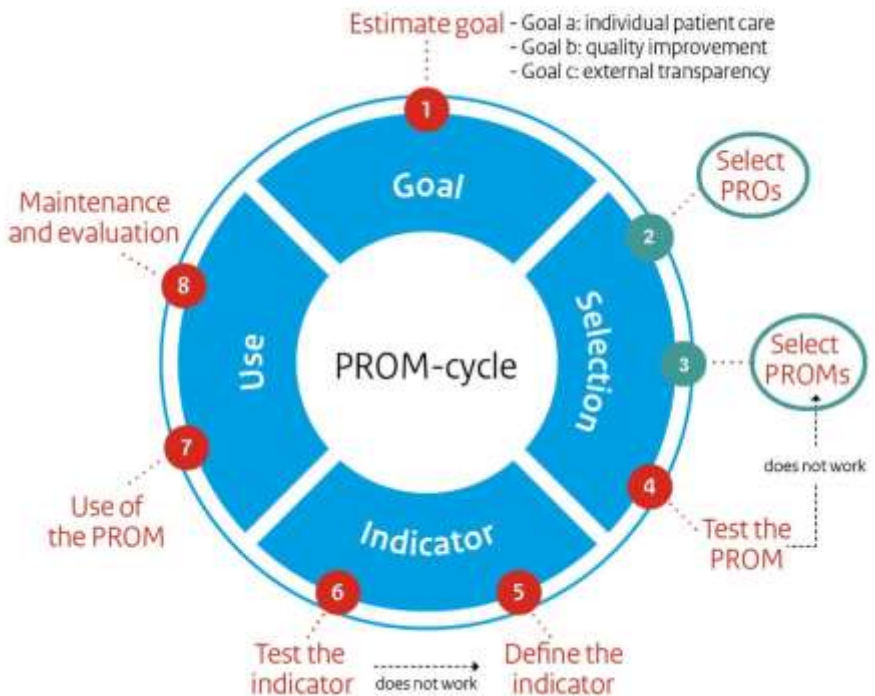 Estimate goal
- Goal a: individual patient care
- Goal b: quality improvement
- Goal c: external transparency
1
Goal
Select
PROs
2
Selection
3
Select
PROMs
does not work
4
Test the
PROM
PROM-cycle
Indicator
5
Define the
indicator
does not work
6
Test the
indicator
Use
7
Use of
the PROM
8
Maintenance
and evaluation